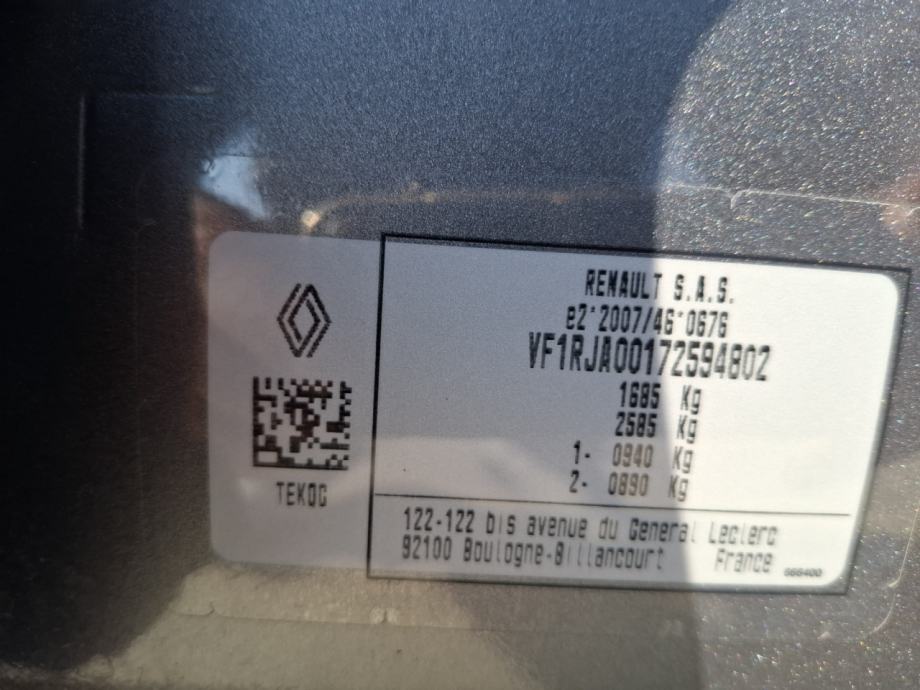 RENAULT S.A.S.
e2*2007/46*0676
VF1RJA00172594802
1685 Kg
2585 Kg
1- 0940 Kg
2- 0890 Kg
TEKOC
122-122 bis avenue du General Leclerc
92100 Boulogne-Billancourt France